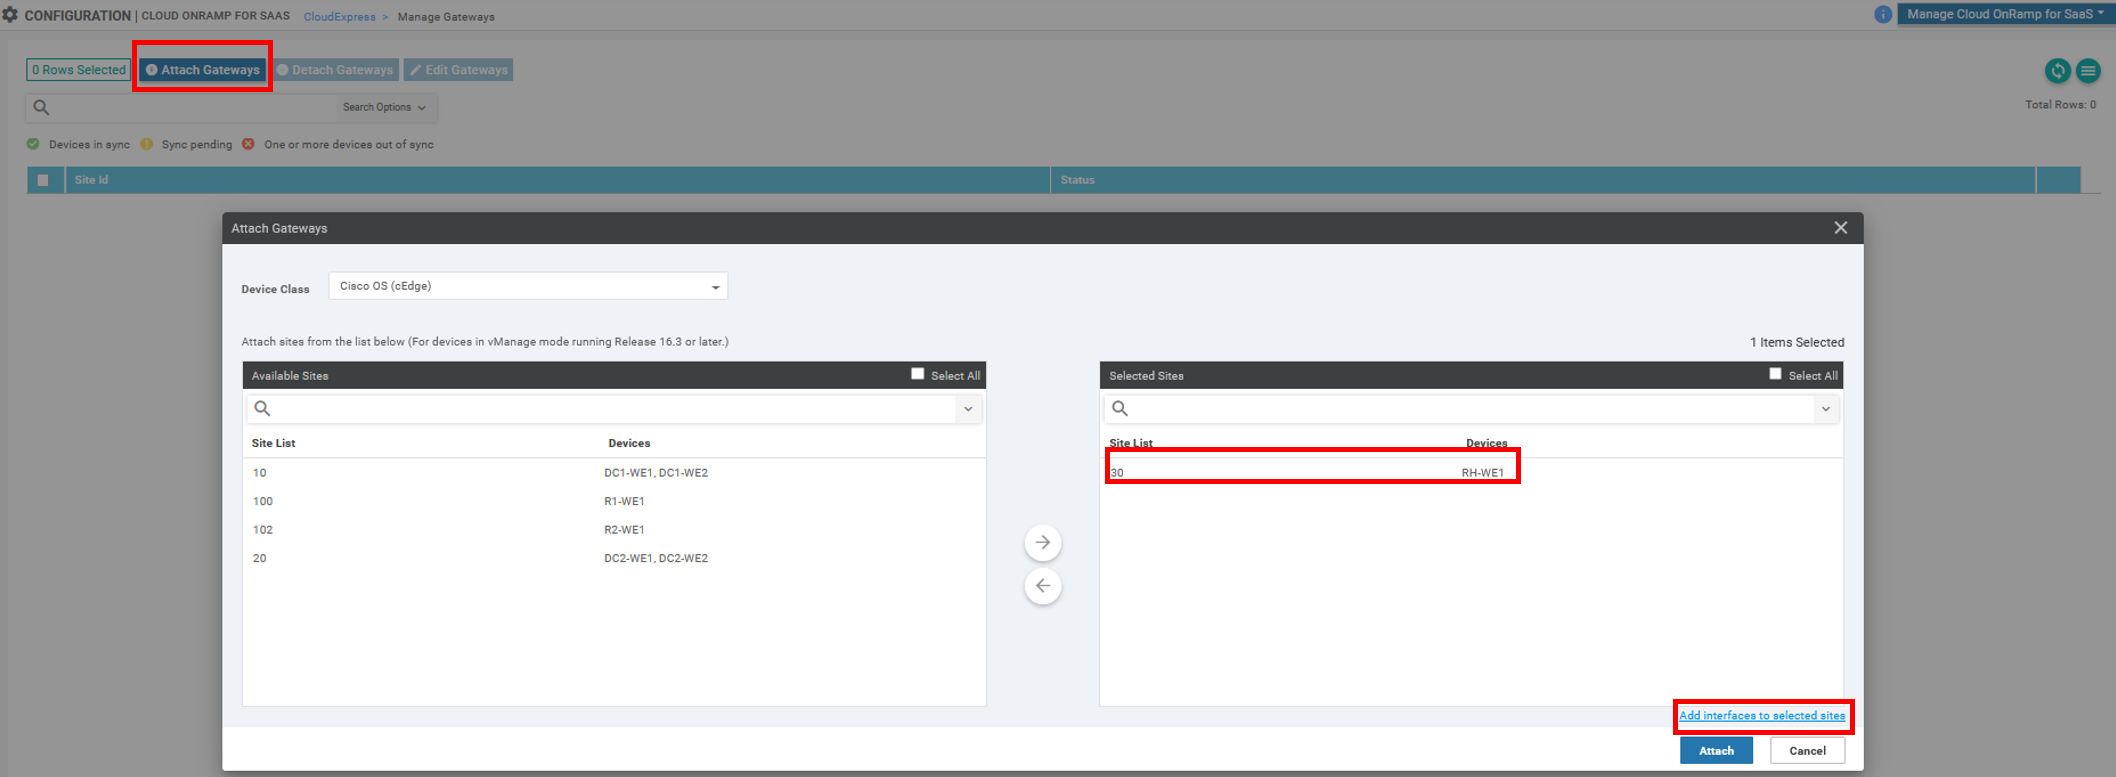 CONFIGURATION | CLOUD ONRAMP FOR SAAS CloudExpress > Manage Gateways
Manage Cloud OnRamp for SaaS
0 Rows Selected Attach Gateways Detach Gateways Edit Gateways
Search Options
Total Rows: 0
Devices in sync Sync pending One or more devices out of sync
Site Id Status
Attach Gateways
Device Class Cisco OS (cEdge)
Attach sites from the list below (For devices in vManage mode running Release 16.3 or later.)
1 Items Selected
Available Sites Select All
Site List Devices
10 DC1-WE1, DC1-WE2
100 R1-WE1
102 R2-WE1
20 DC2-WE1, DC2-WE2
Selected Sites Select All
Site List Devices
30 RH-WE1
Add interfaces to selected sites
Attach Cancel